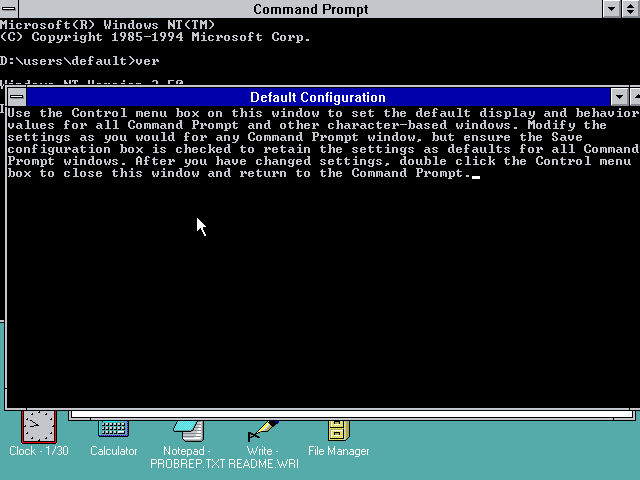 Command Prompt
Microsoft(R) Windows NT(TM)
(C) Copyright 1985-1994 Microsoft Corp.
D:\users\default>ver
Windows NT Version 3.50
Default Configuration
Use the Control menu box on this window to set the default display and behavior
values for all Command Prompt and other character-based windows. Modify the
settings as you would for any Command Prompt window, but ensure the Save
configuration box is checked to retain the settings as defaults for all Command
Prompt windows. After you have changed settings, double click the Control menu
box to close this window and return to the Command Prompt.
Clock - 1/30
Calculator
Notepad -
PROBREP.TXT
Write -
README.WRI
File Manager